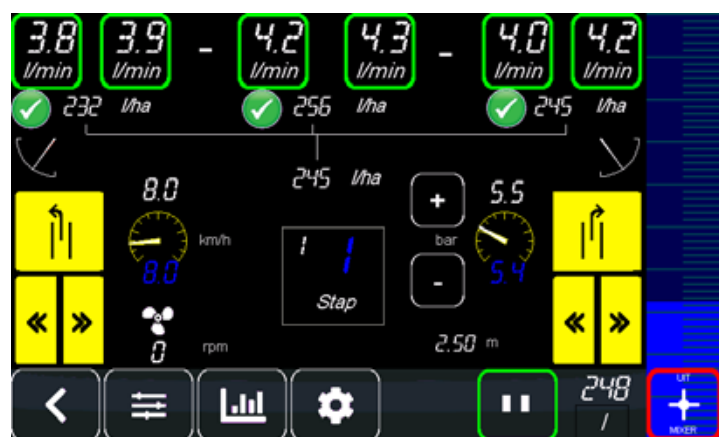 3.8 3.9 - 4.2 4.3 - 4.0 4.2
l/min l/min l/min l/min l/min l/min
232 l/ha 256 l/ha 245 l/ha
245 l/ha
8.0 + 5.5
km/h 1 1 bar
8.0 - 5.4
Stap
0 rpm 2.50 m
248
l
Off
MIXER